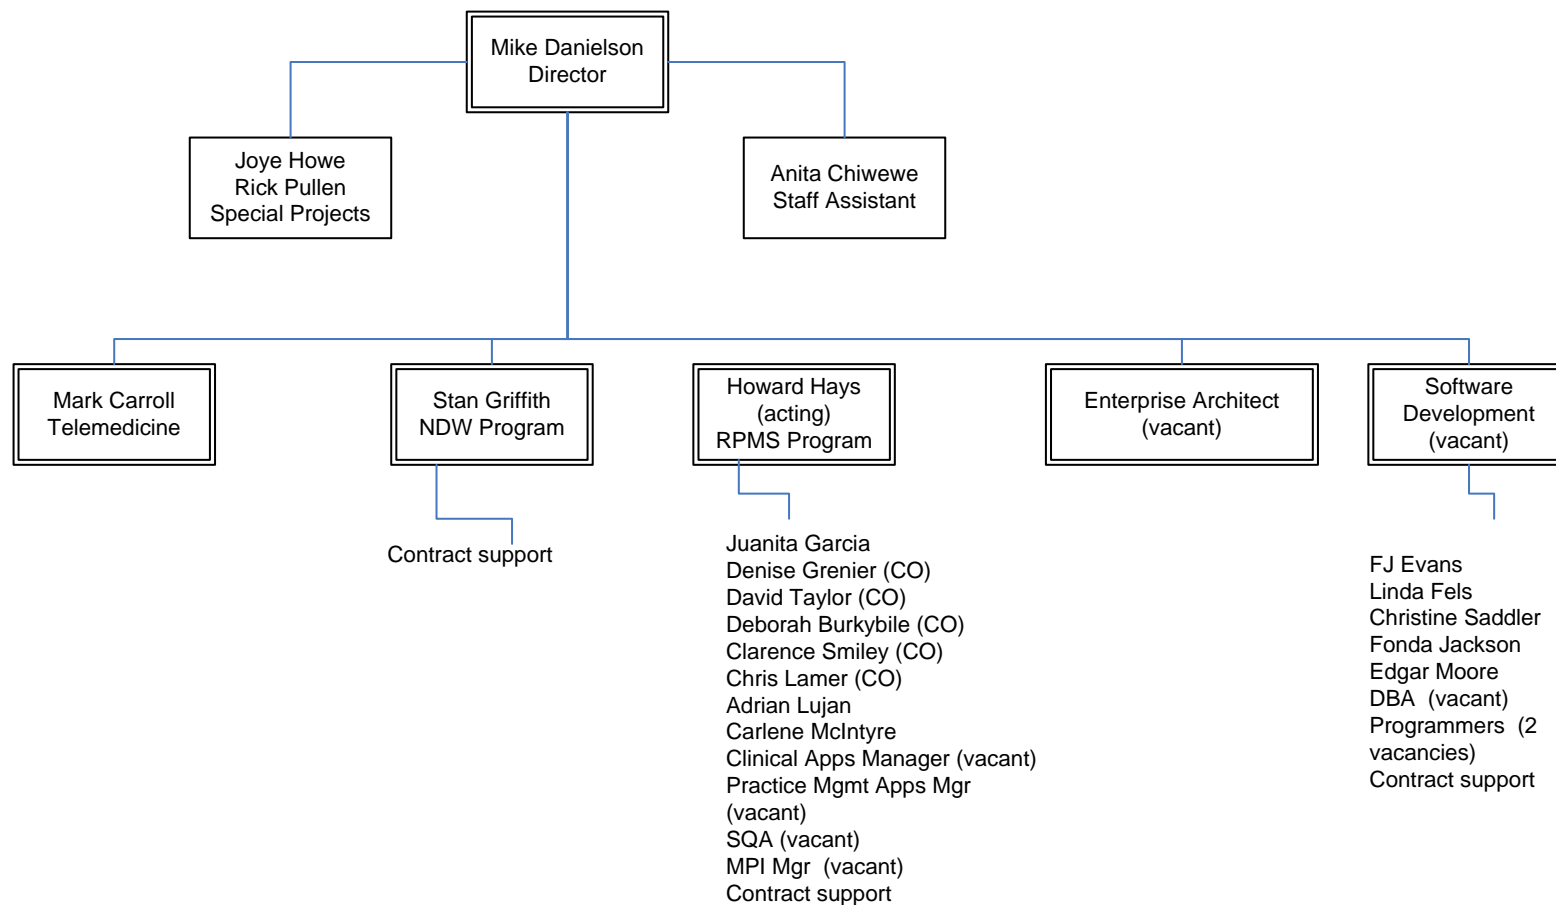 Mike Danielson
Director
Joye Howe
Rick Pullen
Special Projects
Anita Chiwewe
Staff Assistant
Mark Carroll
Telemedicine
Stan Griffith
NDW Program
Howard Hays
(acting)
RPMS Program
Enterprise Architect
(vacant)
Software
Development
(vacant)
Contract support
Juanita Garcia
Denise Grenier (CO)
David Taylor (CO)
Deborah Burkybile (CO)
Clarence Smiley (CO)
Chris Lamer (CO)
Adrian Lujan
Carlene McIntyre
Clinical Apps Manager (vacant)
Practice Mgmt Apps Mgr
(vacant)
SQA (vacant)
MPI Mgr  (vacant)
Contract support
FJ Evans
Linda Fels
Christine Saddler
Fonda Jackson
Edgar Moore
DBA  (vacant)
Programmers  (2
vacancies)
Contract support